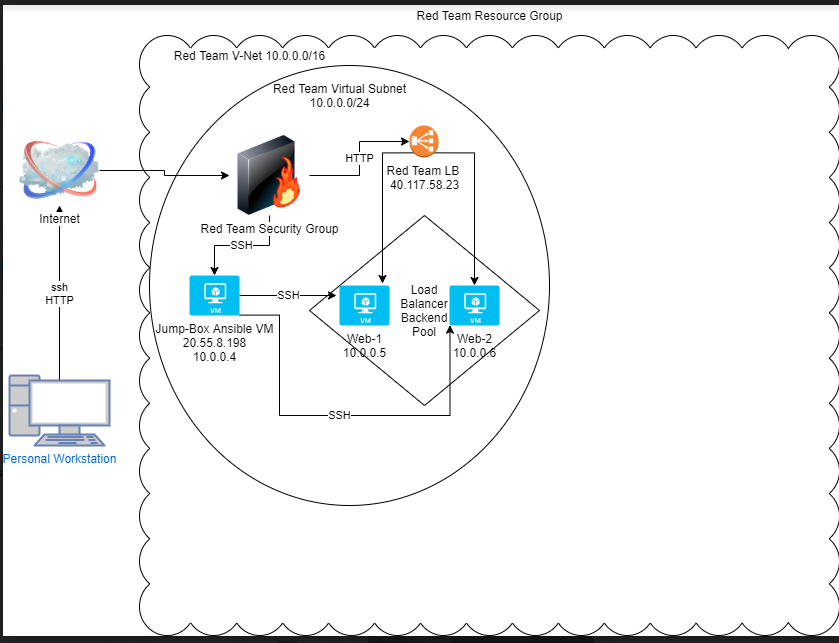 Red Team Resource Group
Red Team V-Net 10.0.0.0/16
Red Team Virtual Subnet
10.0.0.0/24
HTTP
Red Team LB
40.117.58.23
Internet
Red Team Security Group
SSH
ssh
HTTP
VM
SSH
VM
Load
Balancer
Backend
Pool
VM
Jump-Box Ansible VM
20.55.8.198
10.0.0.4
Web-1
10.0.0.5
Web-2
10.0.0.6
SSH
Personal Workstation